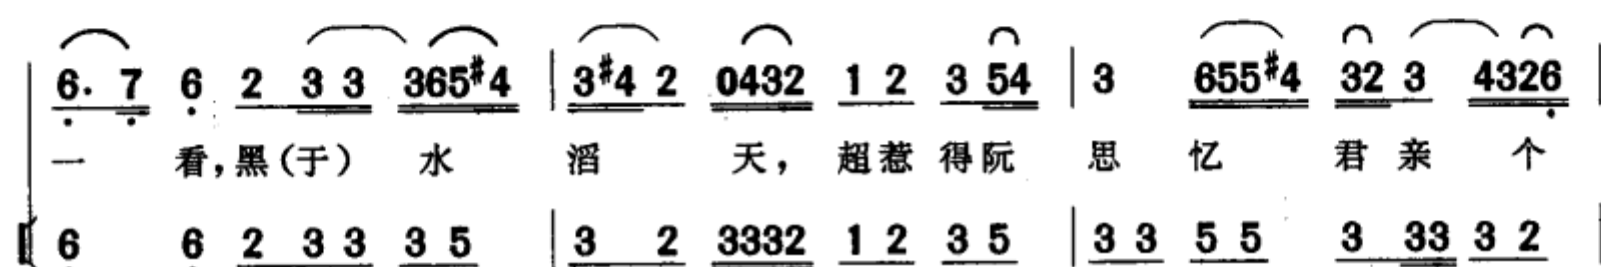 6. 7 6 2 3 3 365#4 | 3#4 2 0432 1 2 3 54 | 3 655#4 32 3 4326 |
一 看，黑（于） 水 滔 天， 超惹 得阮 思 忆 君亲 个
6 6 2 3 3 3 5 | 3 2 3332 1 2 3 5 | 3 3 5 5 3 33 3 2 |